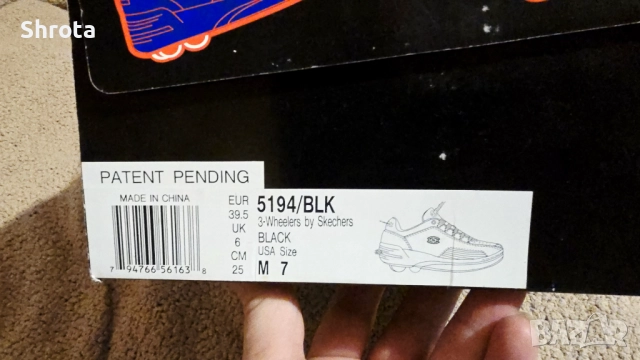 Shrota
PATENT PENDING
MADE IN CHINA
7 94766 56163 8
EUR
39.5
UK
6
CM
25
5194/BLK
3-Wheelers by Skechers
BLACK
USA Size
M 7
BAZAR